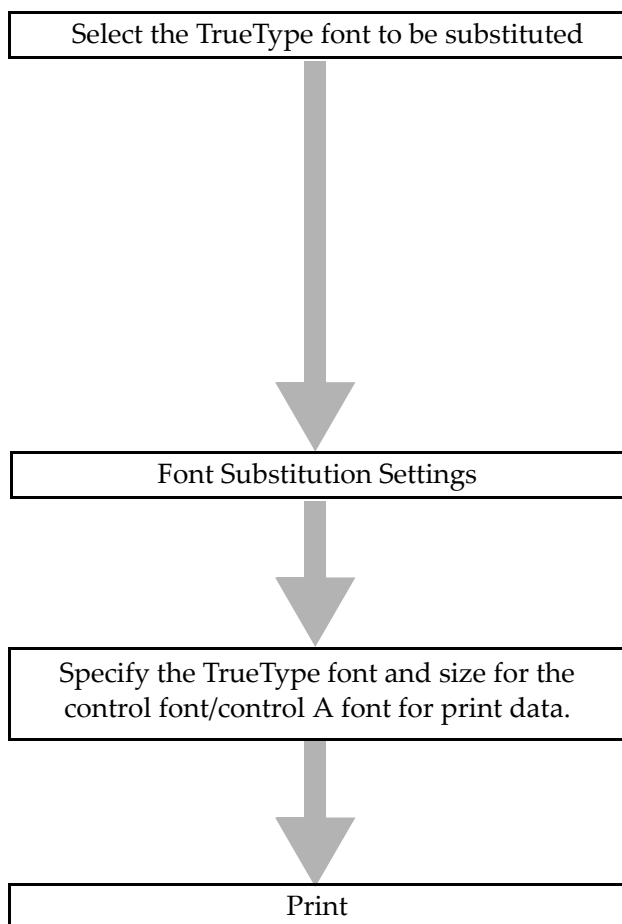 Select the TrueType font to be substituted
Font Substitution Settings
Specify the TrueType font and size for the
control font/control A font for print data.
Print